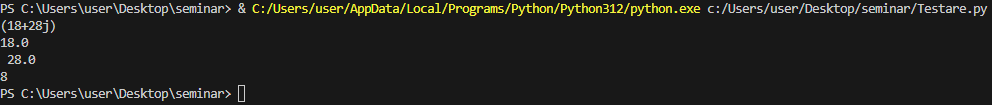 PS C:\Users\user\Desktop\seminar> & C:/Users/user/AppData/Local/Programs/Python/Python312/python.exe c:/Users/user/Desktop/seminar/Testare.py
(18+28j)
18.0
 28.0
8
PS C:\Users\user\Desktop\seminar>